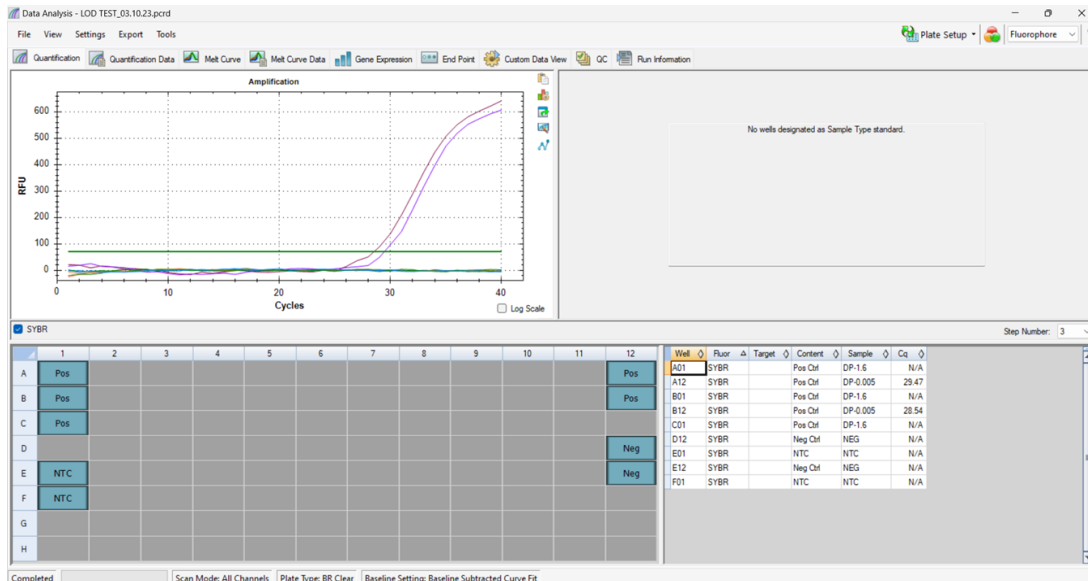 Data Analysis - LOD TEST_03.10.23.pcrd
File View Settings Export Tools
Plate Setup Fluorophore
Quantification Quantification Data Melt Curve Melt Curve Data Gene Expression End Point Custom Data View QC Run Information
Amplification
RFU
600
500
400
300
200
100
0
0 10 20 30 40
Cycles
Log Scale
No wells designated as Sample Type standard.
SYBR
Step Number: 3
1 2 3 4 5 6 7 8 9 10 11 12
A Pos Pos
B Pos Pos
C Pos
D Neg
E NTC Neg
F NTC
G
H
Well Fluor Target Content Sample Cq
A01 SYBR Pos Ctrl DP-1.6 N/A
A12 SYBR Pos Ctrl DP-0.005 29.47
B01 SYBR Pos Ctrl DP-1.6 N/A
B12 SYBR Pos Ctrl DP-0.005 28.54
C01 SYBR Pos Ctrl DP-1.6 N/A
D12 SYBR Neg Ctrl NEG N/A
E01 SYBR NTC NTC N/A
E12 SYBR Neg Ctrl NEG N/A
F01 SYBR NTC NTC N/A
Completed Scan Mode: All Channels Plate Type: BR Clear Baseline Setting: Baseline Subtracted Curve Fit